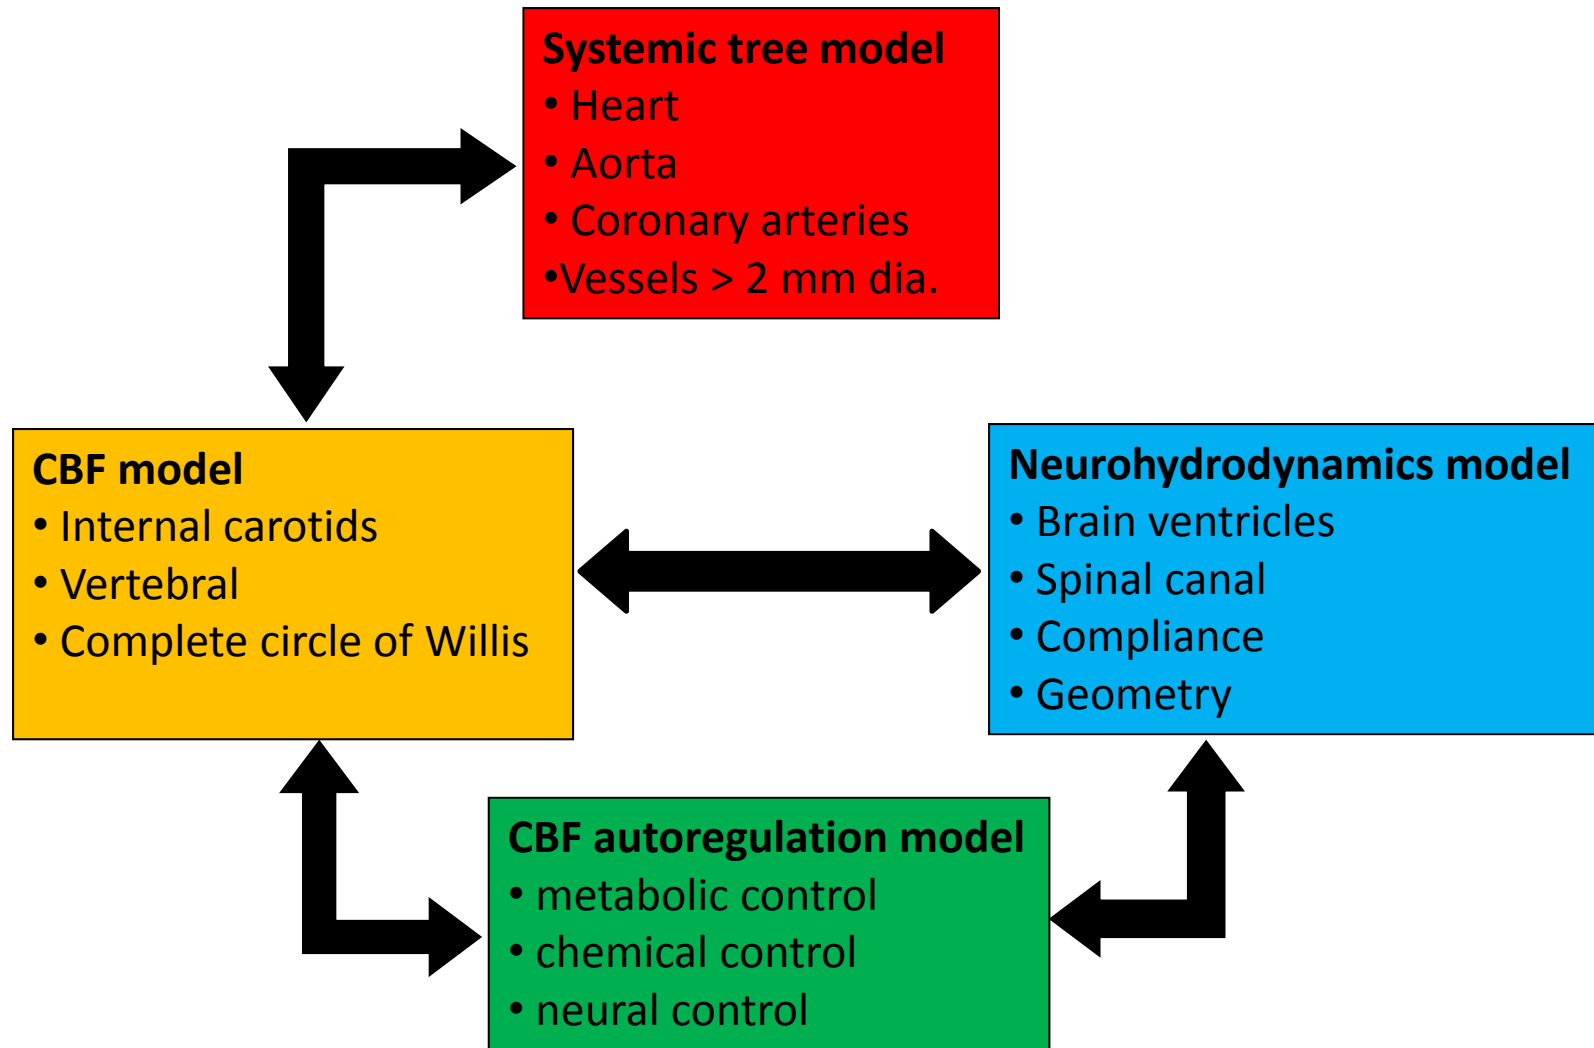 Systemic tree model
• Heart
• Aorta
• Coronary arteries
•Vessels > 2 mm dia.
CBF model
• Internal carotids
• Vertebral
• Complete circle of Willis
Neurohydrodynamics model
• Brain ventricles
• Spinal canal
• Compliance
• Geometry
CBF autoregulation model
• metabolic control
• chemical control
• neural control